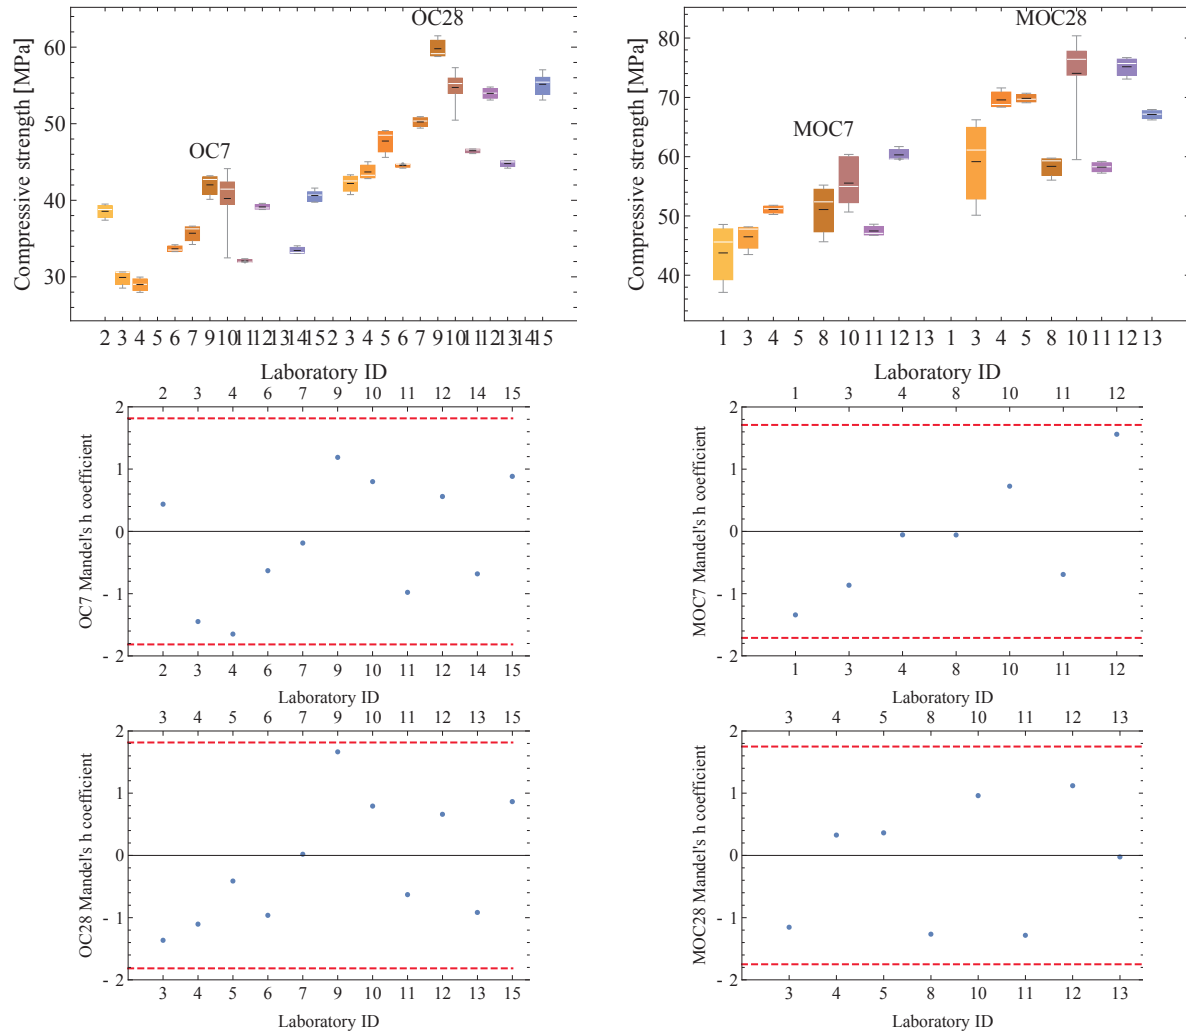 OC28
OC7
Compressive strength [MPa]
60
50
40
30
2 3 4 5 6 7 9 10 11 12 13 14 15 2 3 4 5 6 7 9 10 11 12 13 14 15
Laboratory ID
MOC28
MOC7
Compressive strength [MPa]
80
70
60
50
40
1 3 4 5 8 10 11 12 13 1 3 4 5 8 10 11 12 13
Laboratory ID
2 3 4 6 7 9 10 11 12 14 15
OC7 Mandel's h coefficient
2
1
0
- 1
- 2
2 3 4 6 7 9 10 11 12 14 15
Laboratory ID
1 3 4 8 10 11 12
MOC7 Mandel's h coefficient
2
1
0
- 1
- 2
1 3 4 8 10 11 12
Laboratory ID
3 4 5 6 7 9 10 11 12 13 15
OC28 Mandel's h coefficient
2
1
0
- 1
- 2
3 4 5 6 7 9 10 11 12 13 15
Laboratory ID
3 4 5 8 10 11 12 13
MOC28 Mandel's h coefficient
2
1
0
- 1
- 2
3 4 5 8 10 11 12 13
Laboratory ID